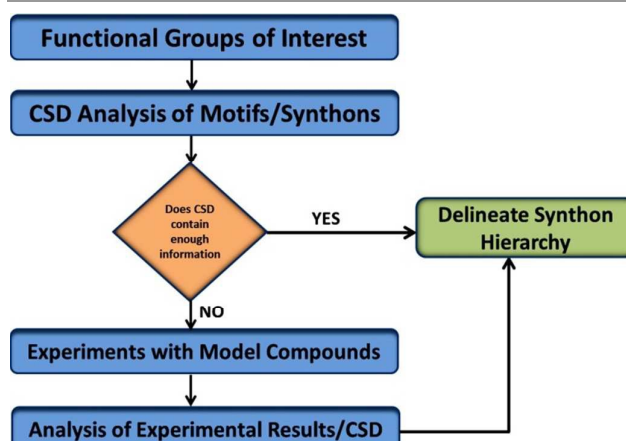 Functional Groups of Interest
CSD Analysis of Motifs/Synthons
Does CSD
contain
enough
information
YES
Delineate Synthon
Hierarchy
NO
Experiments with Model Compounds
Analysis of Experimental Results/CSD